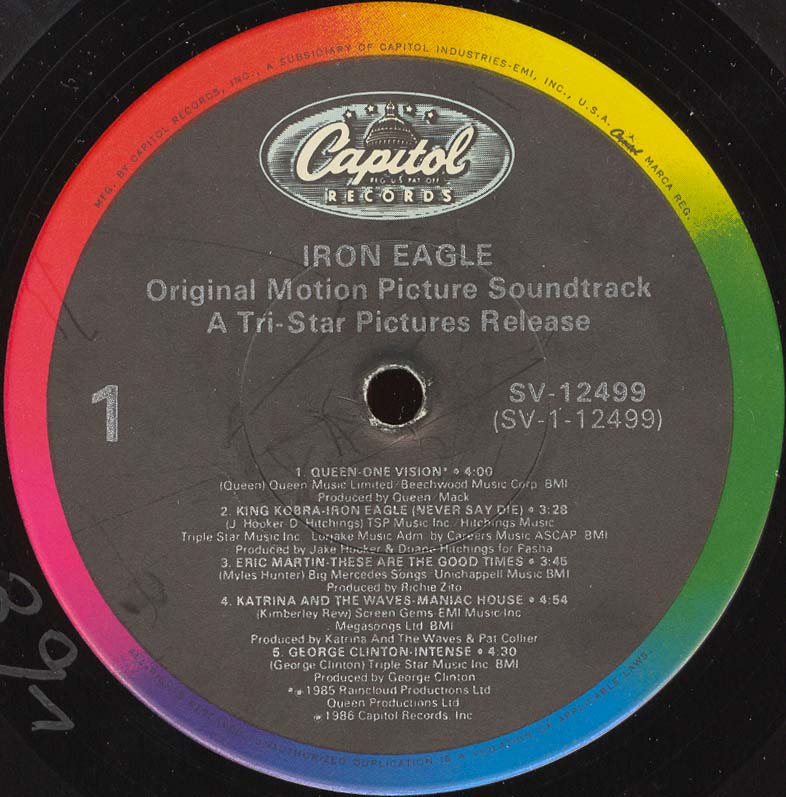 MFG. BY CAPITOL RECORDS, INC., A SUBSIDIARY OF CAPITOL INDUSTRIES-EMI, INC., U.S.A. Capitol MARCA REG.
Capitol
REG. U.S. PAT. OFF.
RECORDS
IRON EAGLE
Original Motion Picture Soundtrack
A Tri-Star Pictures Release
1
SV-12499
(SV-1-12499)
1. QUEEN-ONE VISION* • 4:00
(Queen) Queen Music Limited/Beechwood Music Corp. BMI
Produced by Queen/Mack
2. KING KOBRA-IRON EAGLE (NEVER SAY DIE) • 3:28
(J. Hooker-D. Hitchings) TSP Music Inc./Hitchings Music
Triple Star Music Inc. Lorjake Music Adm. by Careers Music ASCAP/BMI
Produced by Jake Hooker & Duane Hitchings for Pasha
3. ERIC MARTIN-THESE ARE THE GOOD TIMES • 3:45
(Myles Hunter) Big Mercedes Songs/Unichappell Music BMI
Produced by Richie Zito
4. KATRINA AND THE WAVES-MANIAC HOUSE • 4:54
(Kimberley Rew) Screen Gems-EMI Music Inc.
Megasongs Ltd. BMI
Produced by Katrina And The Waves & Pat Collier
5. GEORGE CLINTON-INTENSE • 4:30
(George Clinton) Triple Star Music Inc. BMI
Produced by George Clinton
*℗ 1985 Raincloud Productions Ltd.
Queen Productions Ltd.
℗ 1986 Capitol Records, Inc.
UNAUTHORIZED DUPLICATION IS A VIOLATION OF APPLICABLE LAWS.